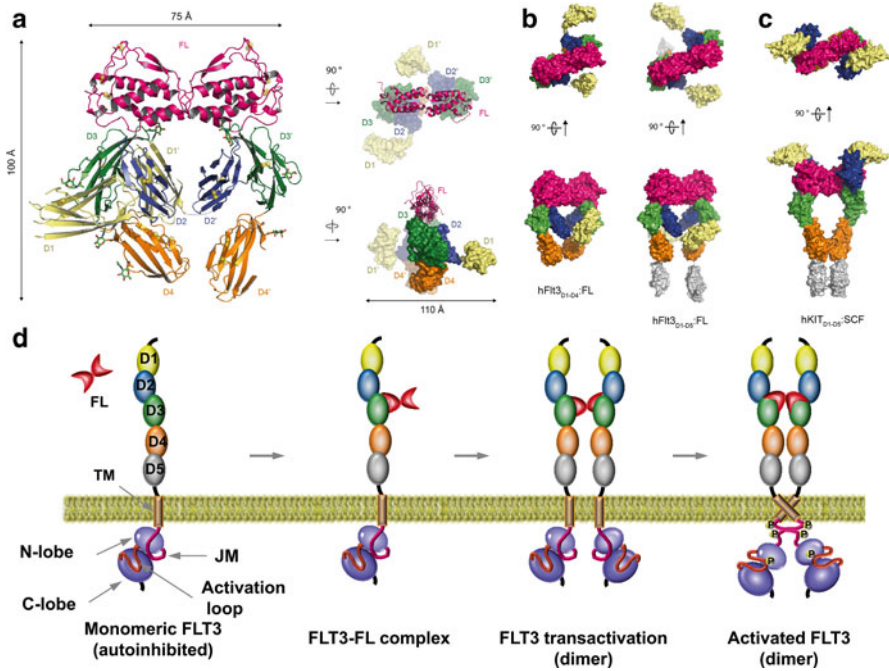 a
75 Å
100 Å
FL
D3
D1'
D3'
D2
D2'
D1
D4
D4'
90 °
D1'
D2'
D3'
D3
D2
FL
D1
90 °
FL
D3
D2
D1
D1'
D4'
D4
110 Å
b
90 °
90 °
hFlt3D1-D4:FL
hFlt3D1-D5:FL
c
90 °
hKITD1-D5:SCF
d
D1
D2
FL
D3
D4
D5
TM
N-lobe
JM
Activation
loop
C-lobe
P
P
P
P
P
P
Monomeric FLT3
(autoinhibited)
FLT3-FL complex
FLT3 transactivation
(dimer)
Activated FLT3
(dimer)